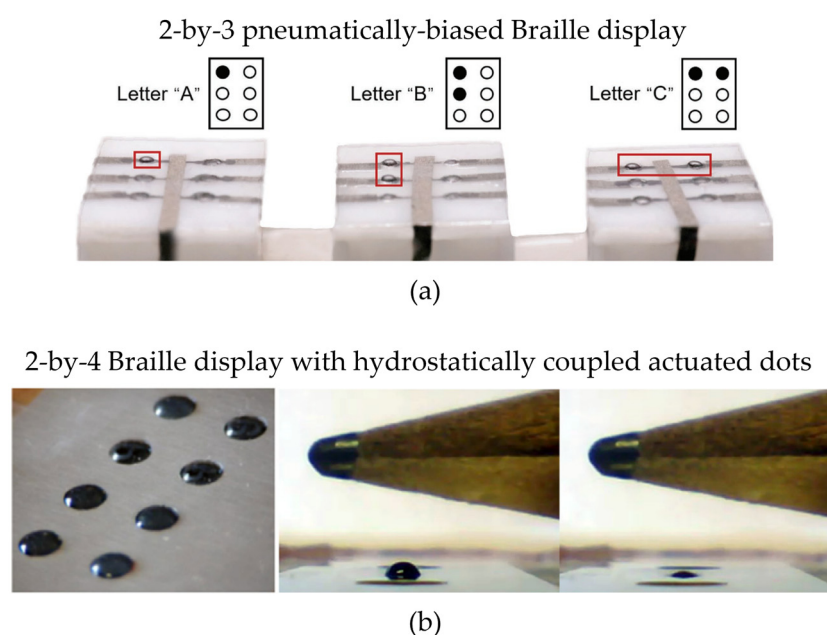 2-by-3 pneumatically-biased Braille display
Letter “A” Letter “B” Letter “C”
(a)
2-by-4 Braille display with hydrostatically coupled actuated dots
(b)